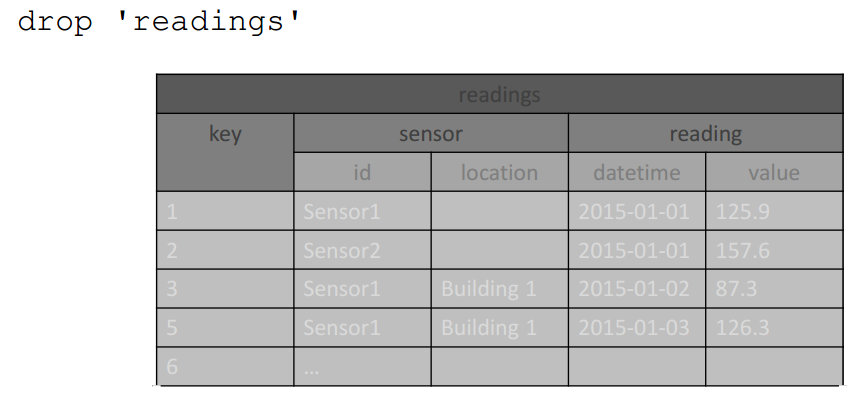 drop 'readings'
readings
key sensor reading
id location datetime value
1 Sensor1 2015-01-01 125.9
2 Sensor2 2015-01-01 157.6
3 Sensor1 Building 1 2015-01-02 87.3
5 Sensor1 Building 1 2015-01-03 126.3
6 ...